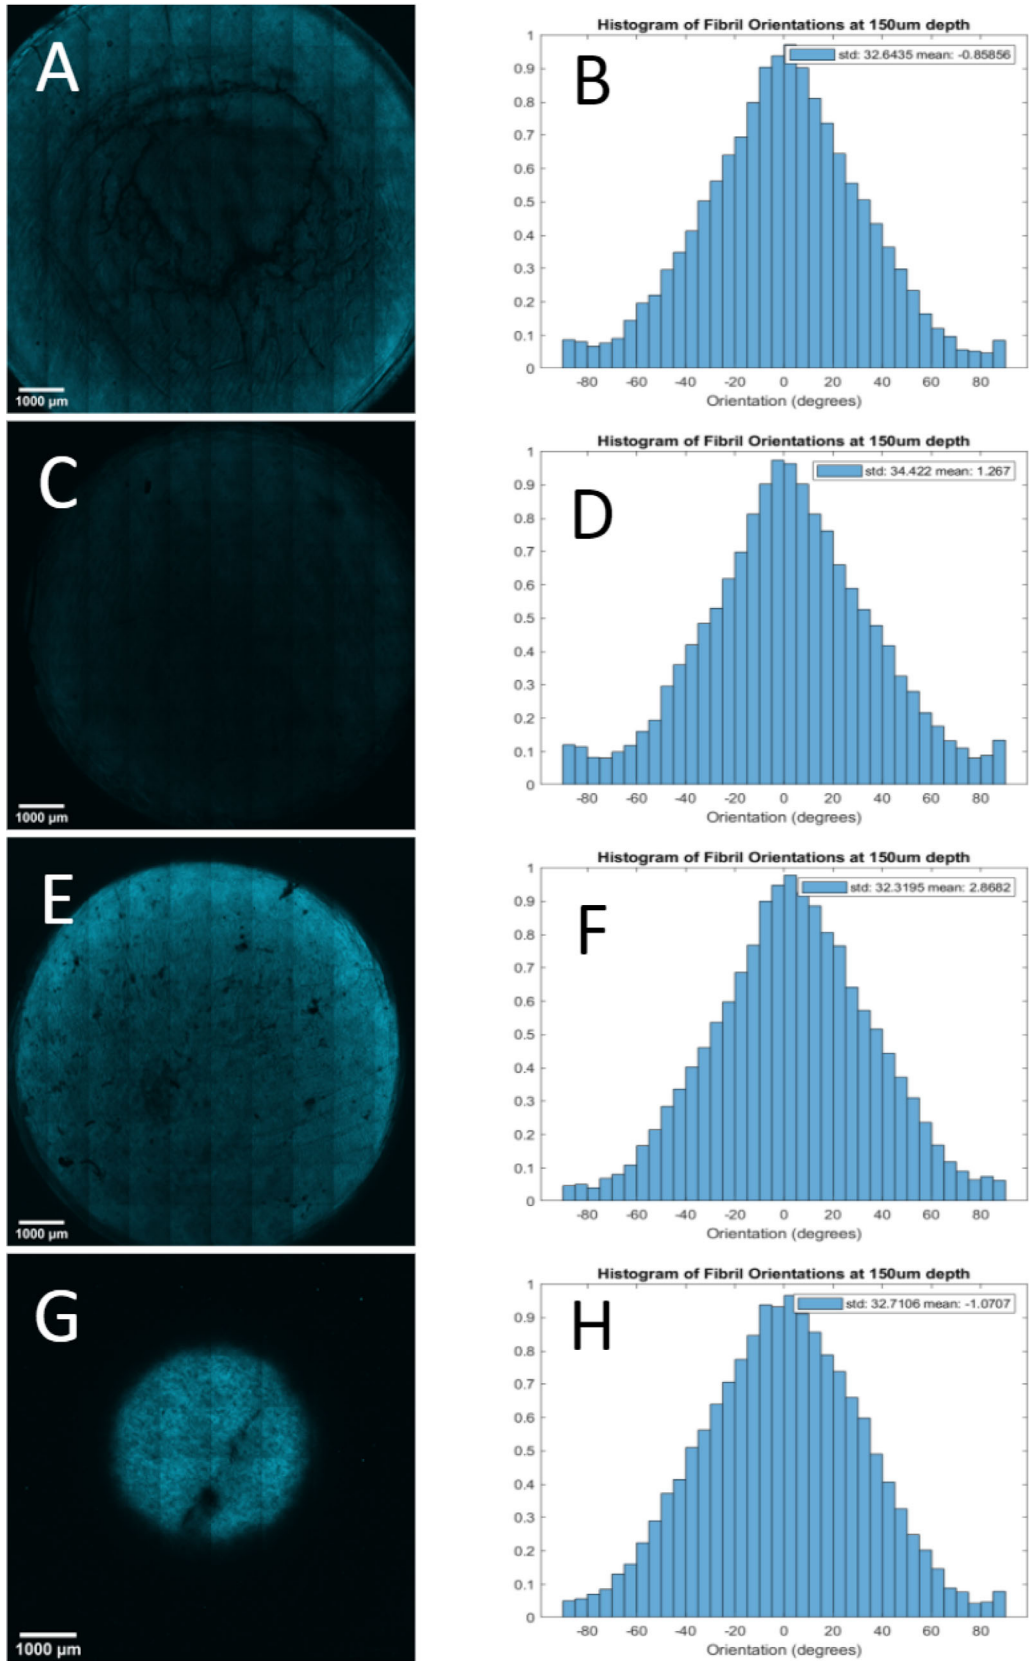 A
1000 µm
Histogram of Fibril Orientations at 150um depth
B
std: 32.6435 mean: -0.85856
1
0.9
0.8
0.7
0.6
0.5
0.4
0.3
0.2
0.1
0
-80 -60 -40 -20 0 20 40 60 80
Orientation (degrees)
C
1000 µm
Histogram of Fibril Orientations at 150um depth
D
std: 34.422 mean: 1.267
1
0.9
0.8
0.7
0.6
0.5
0.4
0.3
0.2
0.1
0
-80 -60 -40 -20 0 20 40 60 80
Orientation (degrees)
E
1000 µm
Histogram of Fibril Orientations at 150um depth
F
std: 32.3195 mean: 2.8682
1
0.9
0.8
0.7
0.6
0.5
0.4
0.3
0.2
0.1
0
-80 -60 -40 -20 0 20 40 60 80
Orientation (degrees)
G
1000 µm
Histogram of Fibril Orientations at 150um depth
H
std: 32.7106 mean: -1.0707
1
0.9
0.8
0.7
0.6
0.5
0.4
0.3
0.2
0.1
0
-80 -60 -40 -20 0 20 40 60 80
Orientation (degrees)